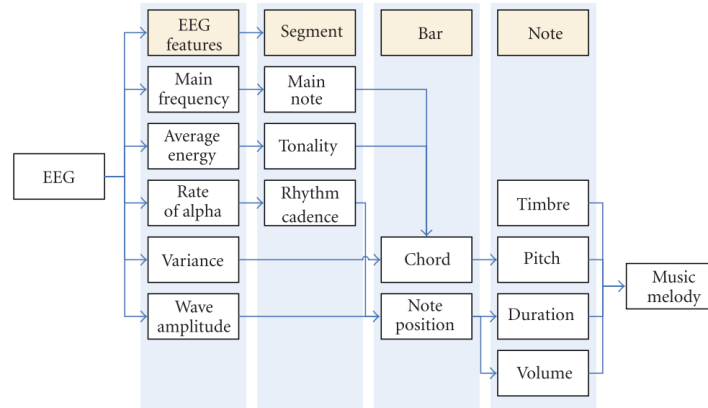 EEG
EEG
features
Segment
Bar
Note
Main
frequency
Main
note
Average
energy
Tonality
Rate
of alpha
Rhythm
cadence
Timbre
Variance
Chord
Pitch
Music
melody
Wave
amplitude
Note
position
Duration
Volume